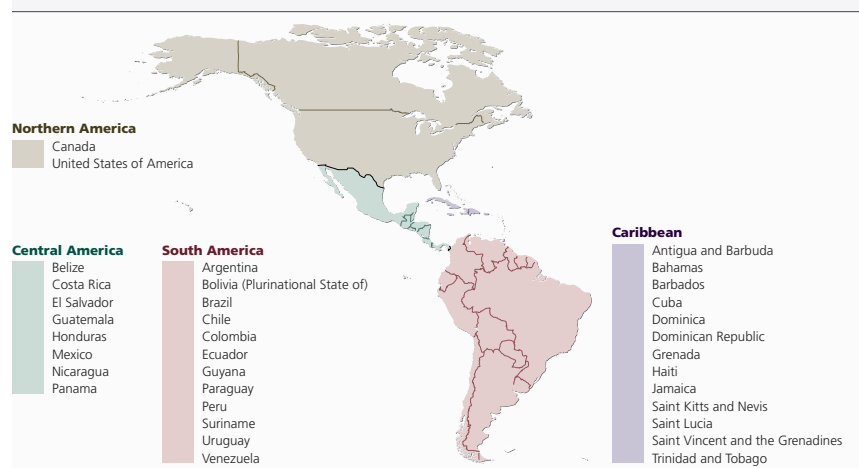 Northern America
Canada
United States of America
Central America
Belize
Costa Rica
El Salvador
Guatemala
Honduras
Mexico
Nicaragua
Panama
South America
Argentina
Bolivia (Plurinational State of)
Brazil
Chile
Colombia
Ecuador
Guyana
Paraguay
Peru
Suriname
Uruguay
Venezuela
Caribbean
Antigua and Barbuda
Bahamas
Barbados
Cuba
Dominica
Dominican Republic
Grenada
Haiti
Jamaica
Saint Kitts and Nevis
Saint Lucia
Saint Vincent and the Grenadines
Trinidad and Tobago